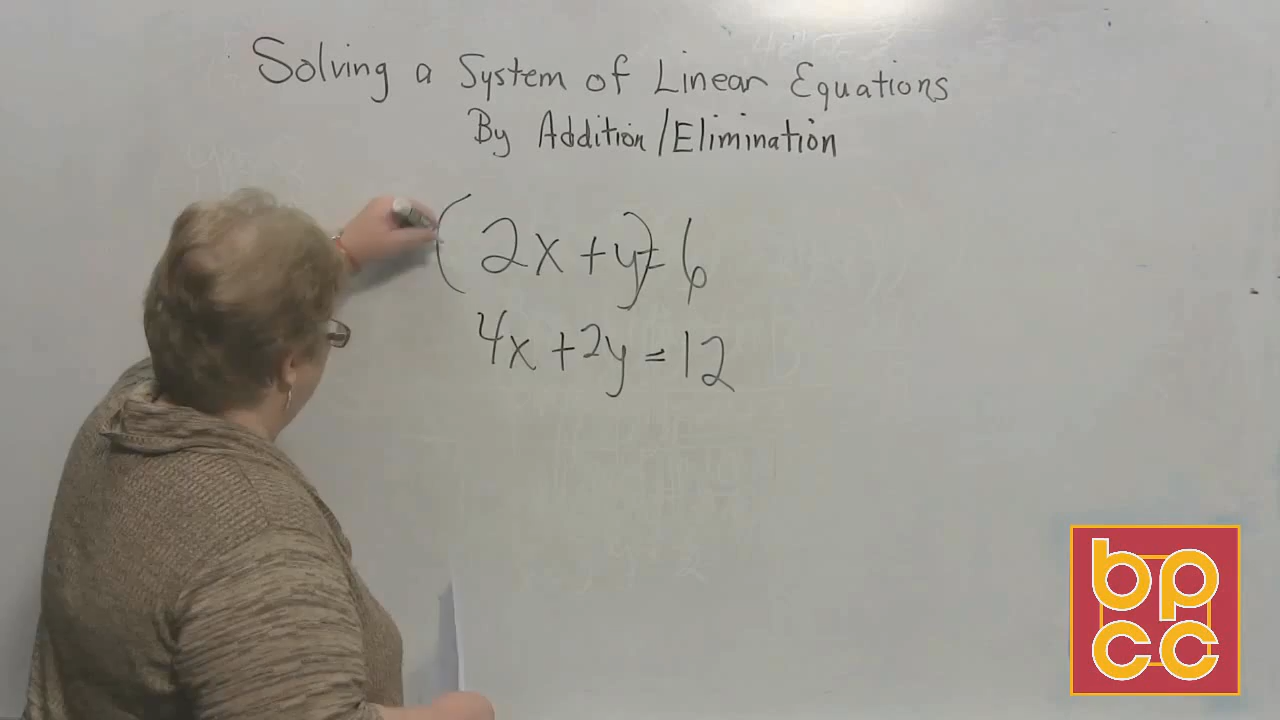 Solving a System of Linear Equations
By Addition/Elimination
(2x + y) = 6
4x + 2y = 12
bpcc